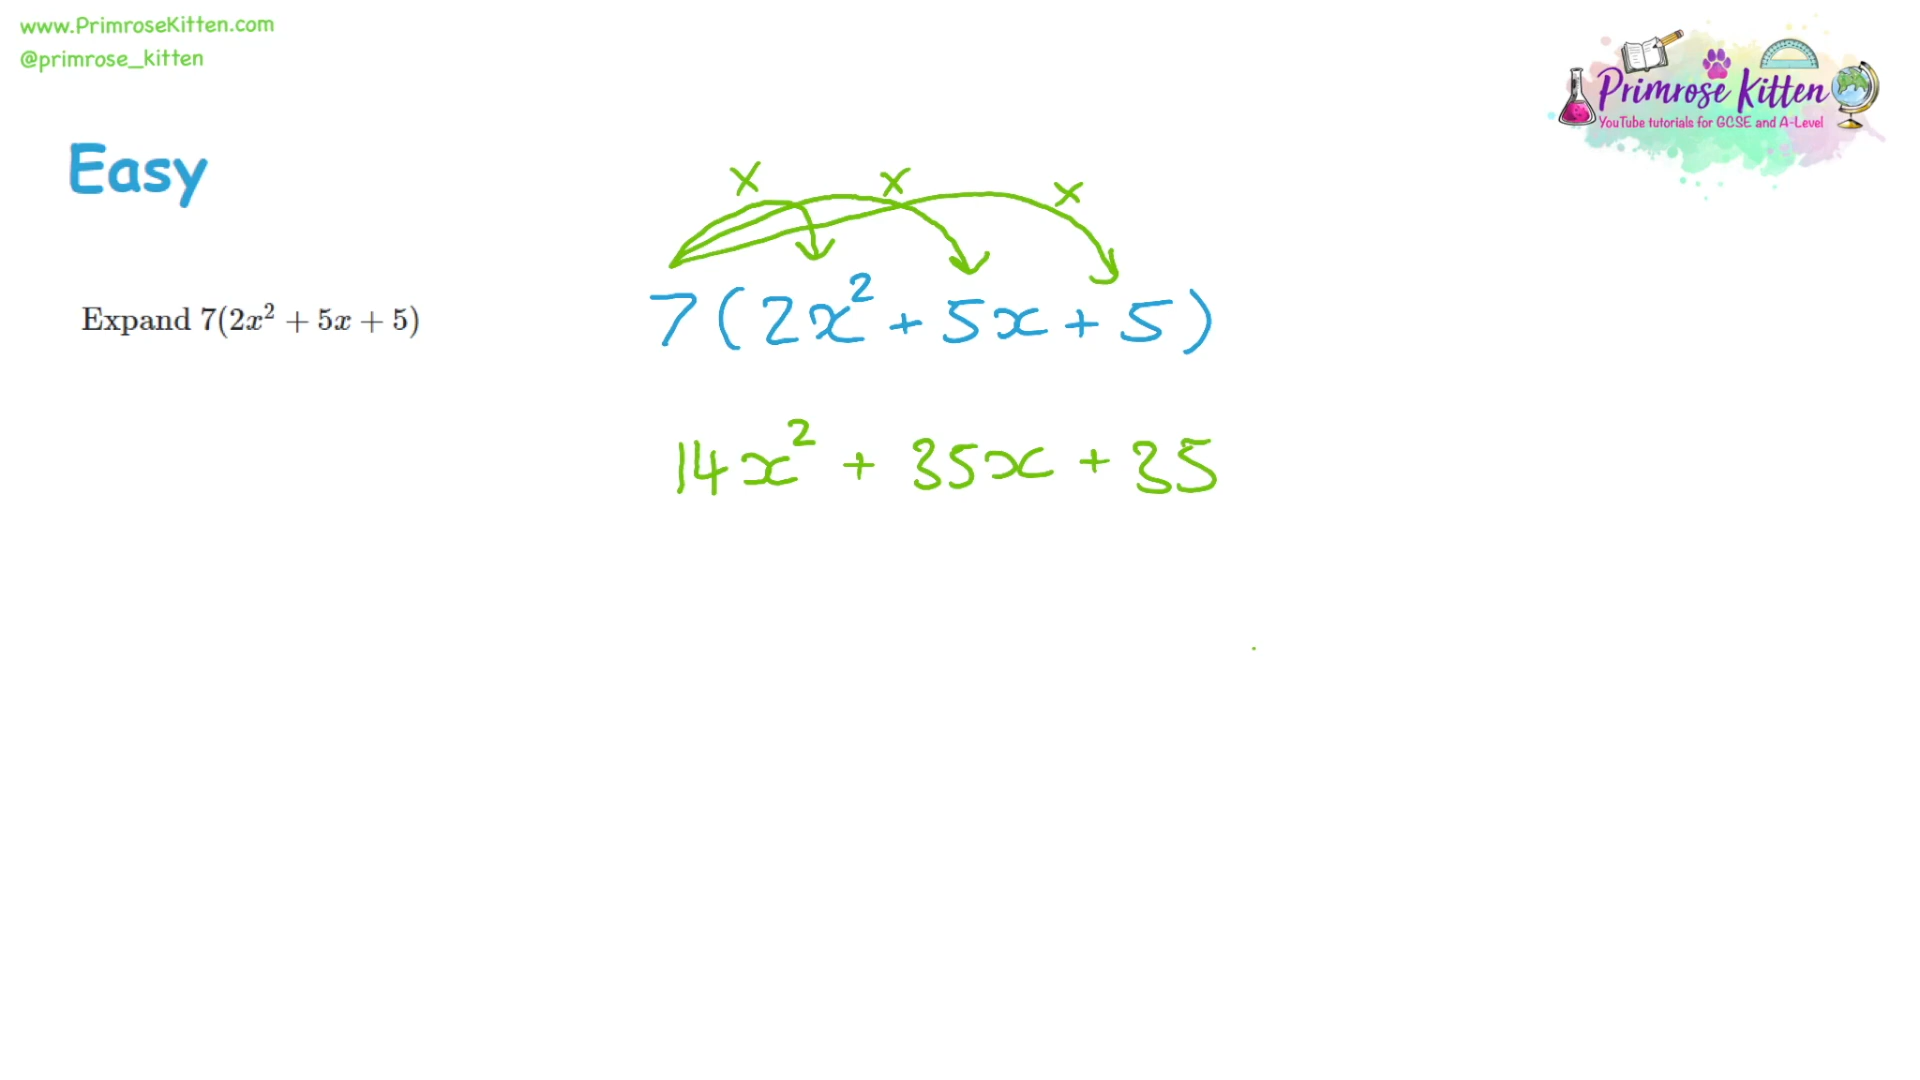 www.PrimroseKitten.com
@primrose_kitten
Primrose Kitten
YouTube tutorials for GCSE and A-Level
Easy
x x x
Expand 7(2x² + 5x + 5)
7(2x² + 5x + 5)
14x² + 35x + 35